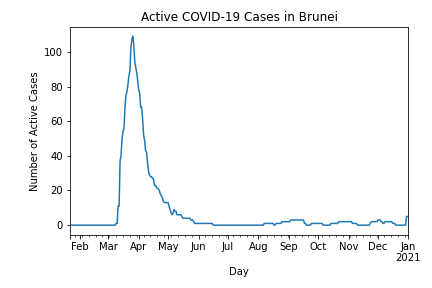 Active COVID-19 Cases in Brunei
Number of Active Cases
100
80
60
40
20
0
Feb Mar Apr May Jun Jul Aug Sep Oct Nov Dec Jan
2021
Day